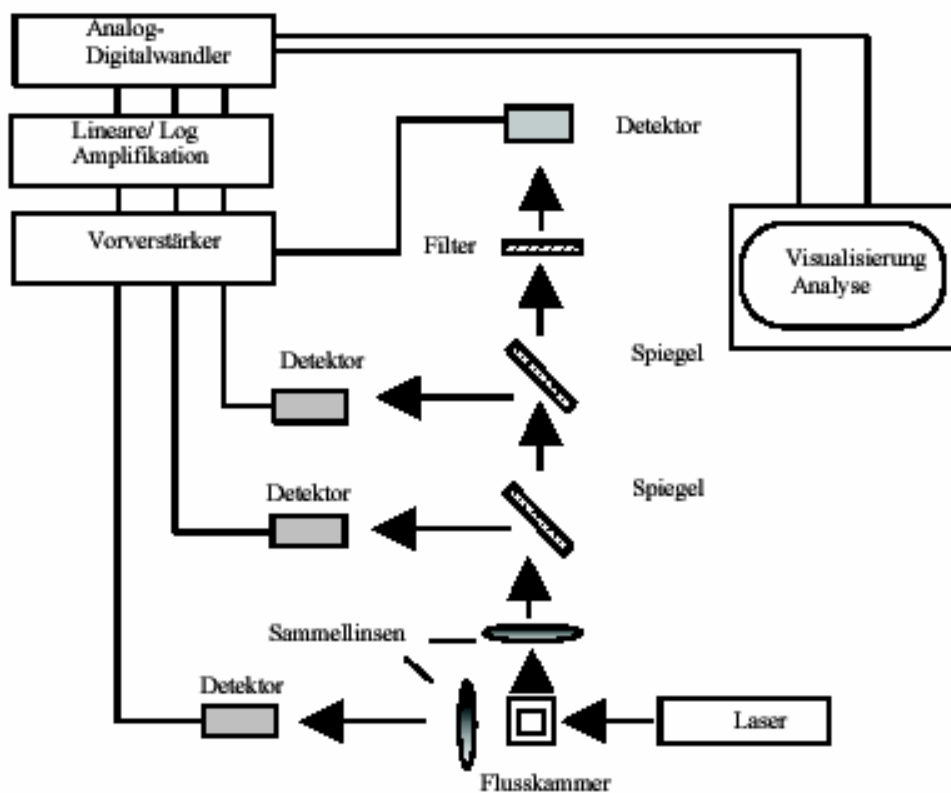 Analog-
Digitalwandler
Lineare/ Log
Amplifikation
Vorverstärker
Detektor
Filter
Visualisierung
Analyse
Spiegel
Detektor
Spiegel
Detektor
Sammellinsen
Detektor
Laser
Flusskammer